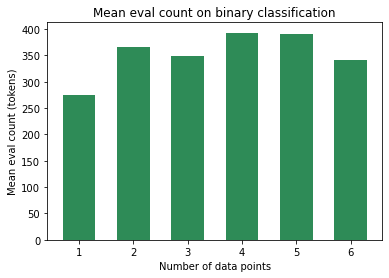 Mean eval count on binary classification
Mean eval count (tokens)
400
350
300
250
200
150
100
50
0
1 2 3 4 5 6
Number of data points